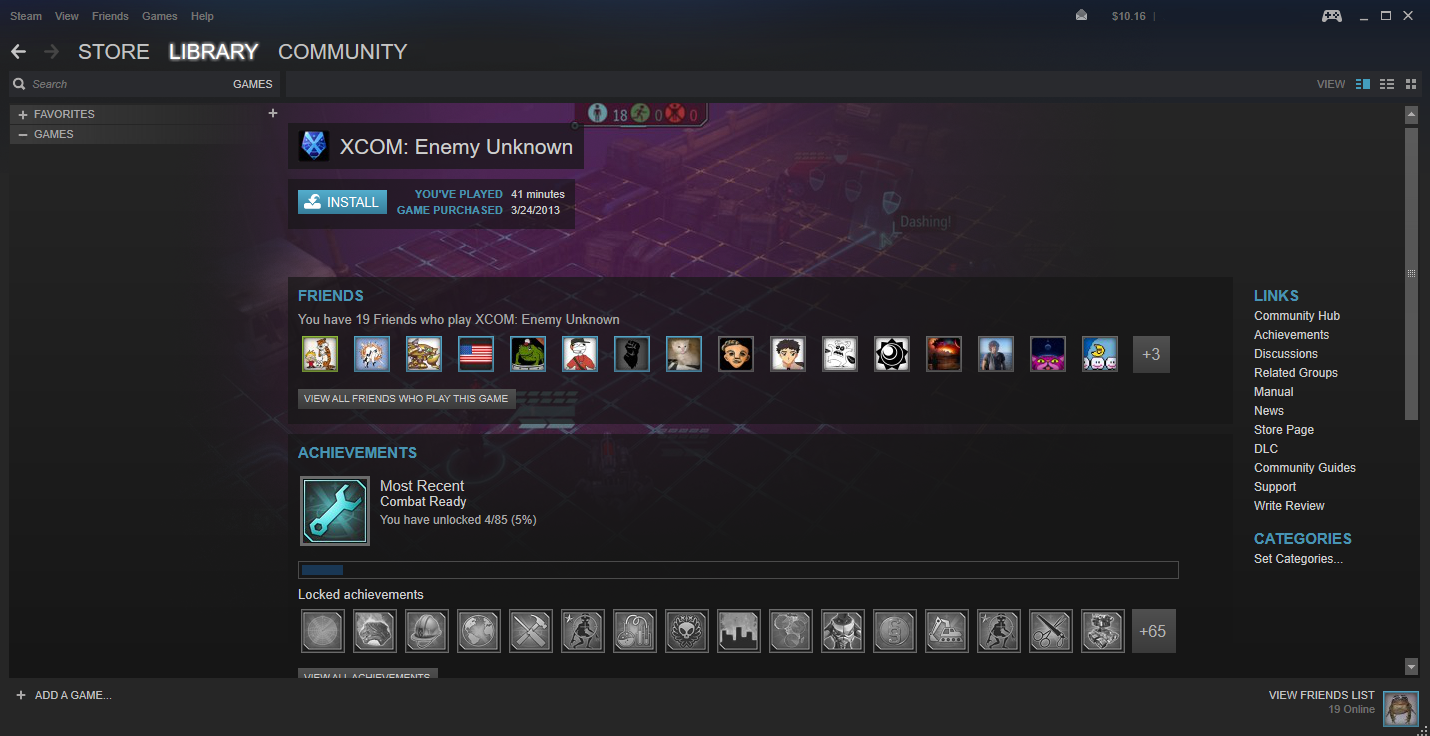 Steam View Friends Games Help
$10.16
STORE LIBRARY COMMUNITY
Search
GAMES
VIEW
FAVORITES
GAMES
18 0 0
XCOM: Enemy Unknown
INSTALL
YOU'VE PLAYED 41 minutes
GAME PURCHASED 3/24/2013
Dashing!
FRIENDS
You have 19 Friends who play XCOM: Enemy Unknown
+3
VIEW ALL FRIENDS WHO PLAY THIS GAME
ACHIEVEMENTS
Most Recent
Combat Ready
You have unlocked 4/85 (5%)
Locked achievements
+65
VIEW ALL ACHIEVEMENTS
LINKS
Community Hub
Achievements
Discussions
Related Groups
Manual
News
Store Page
DLC
Community Guides
Support
Write Review
CATEGORIES
Set Categories...
+ ADD A GAME...
VIEW FRIENDS LIST
19 Online